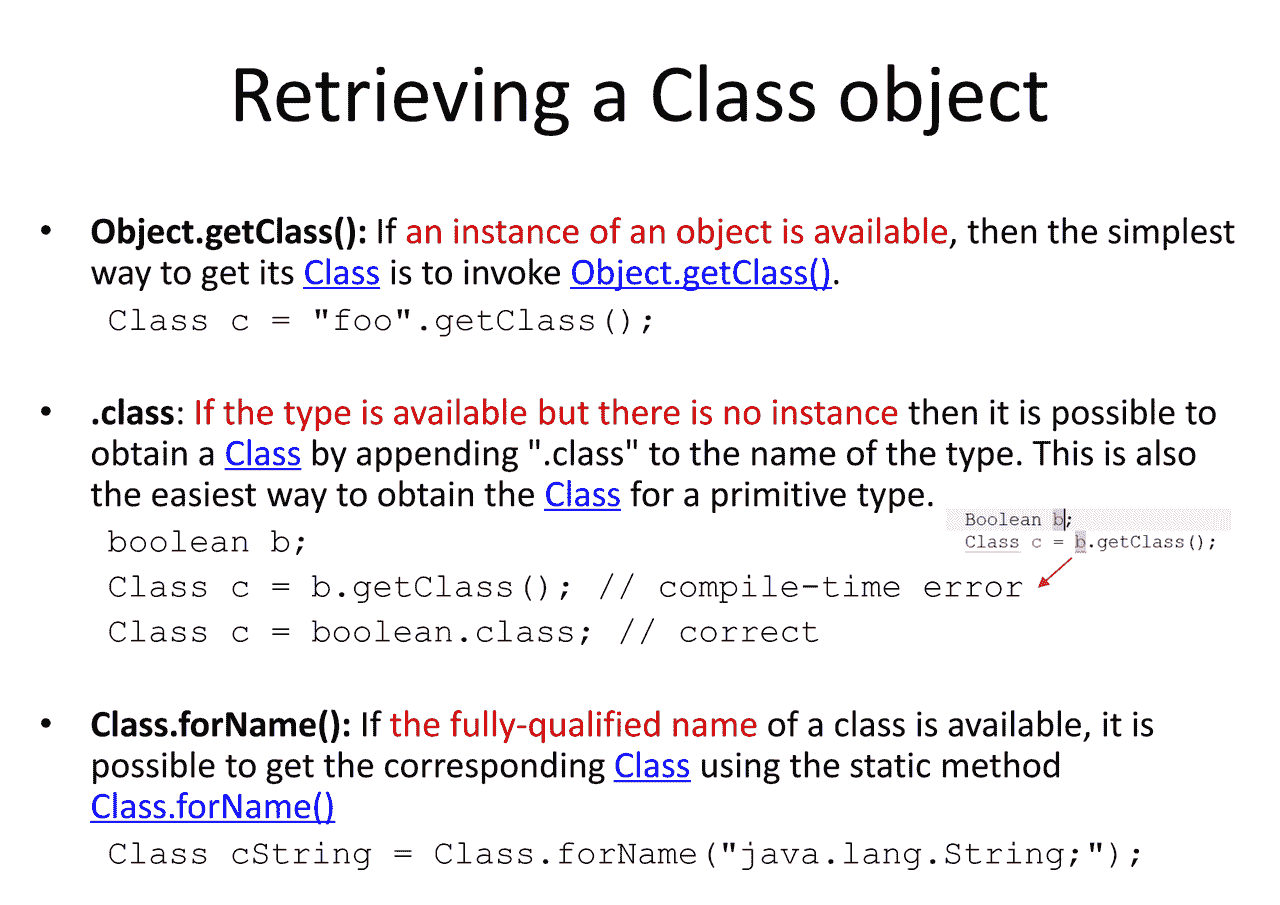 Retrieving a Class object
• Object.getClass(): If an instance of an object is available, then the simplest
way to get its Class is to invoke Object.getClass().
Class c = "foo".getClass();
• .class: If the type is available but there is no instance then it is possible to
obtain a Class by appending ".class" to the name of the type. This is also
the easiest way to obtain the Class for a primitive type.
Boolean b;
Class c = b.getClass();
boolean b;
Class c = b.getClass(); // compile-time error
Class c = boolean.class; // correct
• Class.forName(): If the fully-qualified name of a class is available, it is
possible to get the corresponding Class using the static method
Class.forName()
Class cString = Class.forName("java.lang.String;");